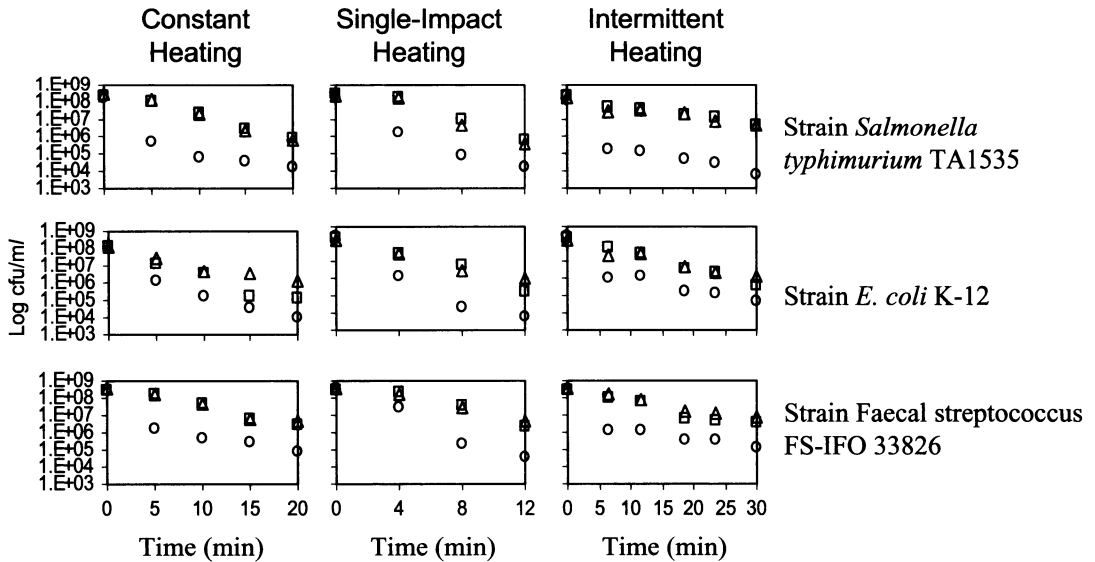 Constant Heating
Single-Impact Heating
Intermittent Heating
1.E+09
1.E+08
1.E+07
1.E+06
1.E+05
1.E+04
1.E+03
Strain Salmonella
typhimurium TA1535
Log cfu/ml
1.E+09
1.E+08
1.E+07
1.E+06
1.E+05
1.E+04
1.E+03
Strain E. coli K-12
1.E+09
1.E+08
1.E+07
1.E+06
1.E+05
1.E+04
1.E+03
Strain Faecal streptococcus
FS-IFO 33826
0 5 10 15 20
0 4 8 12
0 5 10 15 20 25 30
Time (min)
Time (min)
Time (min)